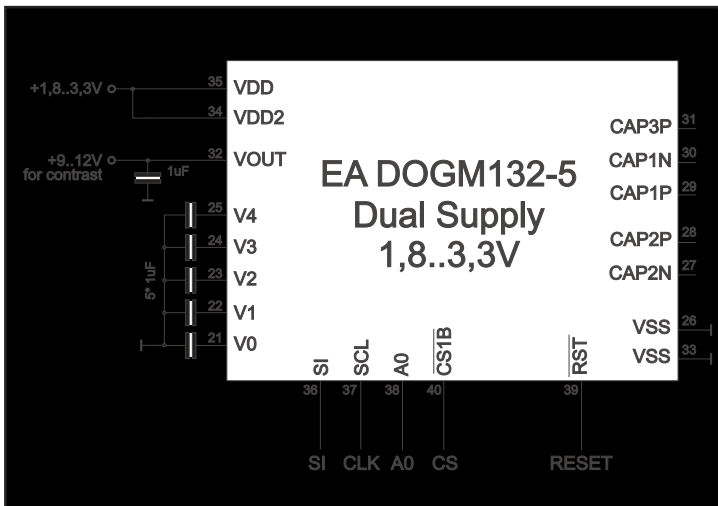 +1,8..3,3V
35
VDD
34
VDD2
+9..12V
for contrast
32
VOUT
1uF
25
V4
24
V3
23
V2
22
V1
21
V0
5* 1uF
EA DOGM132-5
Dual Supply
1,8..3,3V
CAP3P
31
CAP1N
30
CAP1P
29
CAP2P
28
CAP2N
27
VSS
26
VSS
33
SI
SCL
A0
CS1B
RST
36
37
38
40
39
SI
CLK
A0
CS
RESET